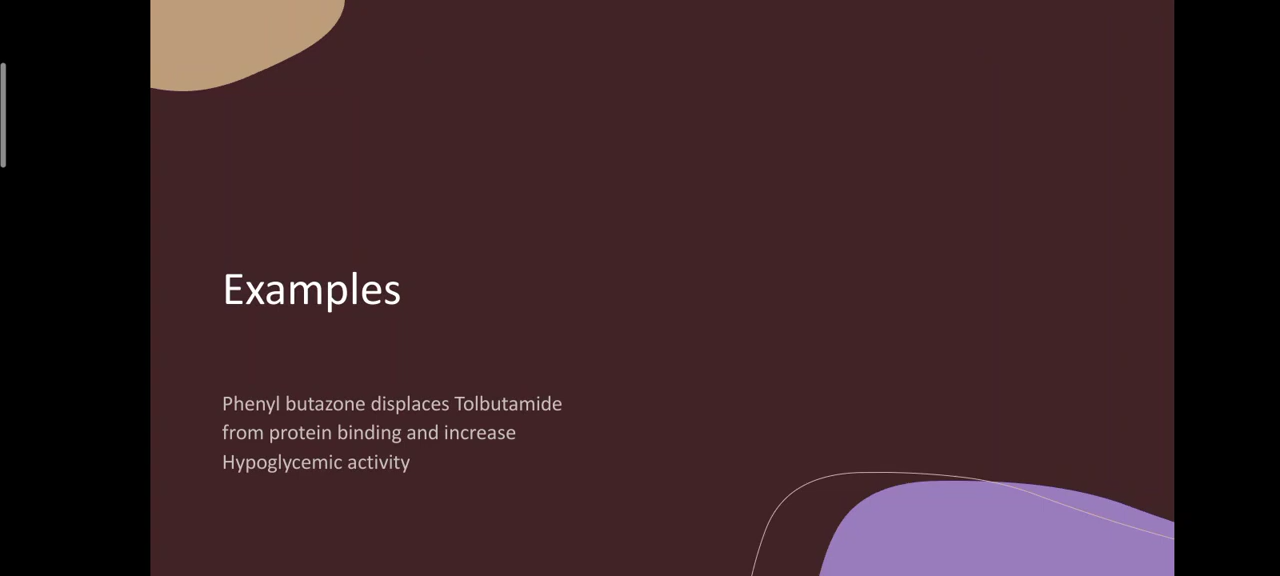 Examples
Phenyl butazone displaces Tolbutamide
from protein binding and increase
Hypoglycemic activity